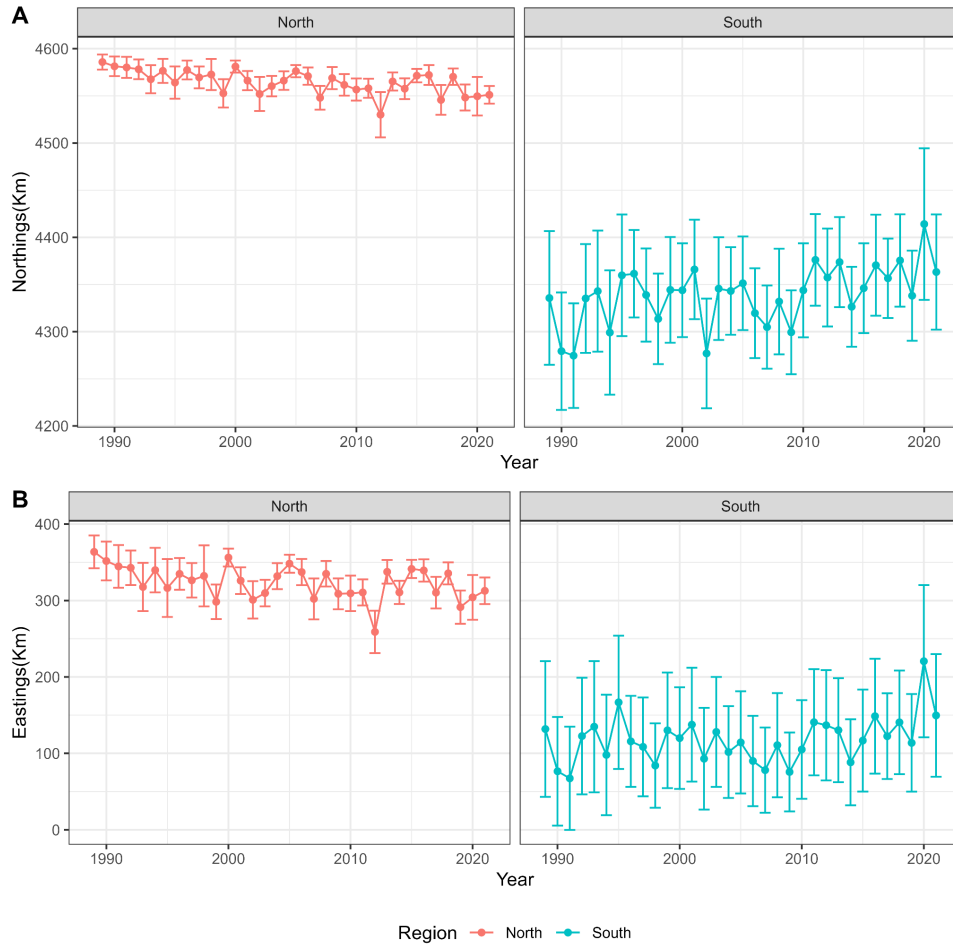 A
North South
Northings(Km)
4600
4500
4400
4300
4200
1990 2000 2010 2020 1990 2000 2010 2020
Year
B
North South
Eastings(Km)
400
300
200
100
0
1990 2000 2010 2020 1990 2000 2010 2020
Year
Region North South